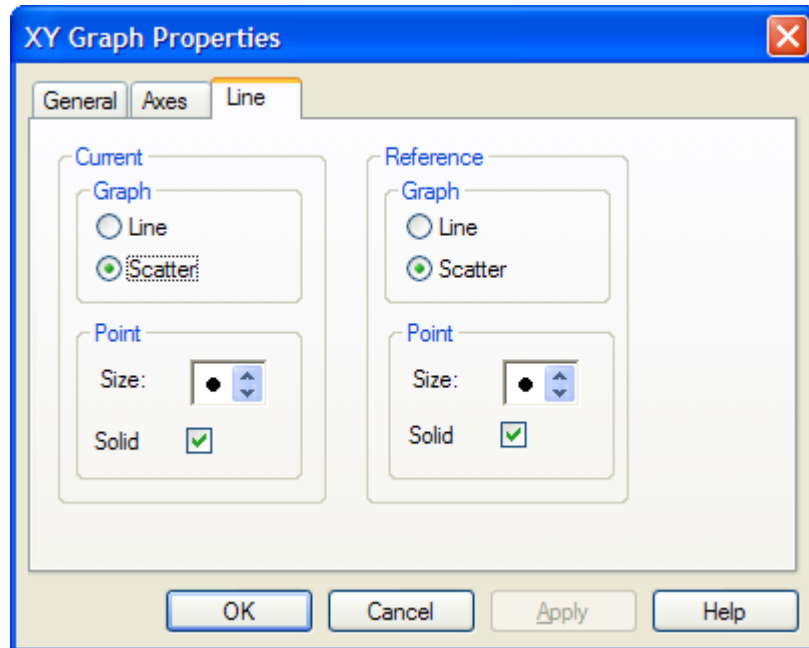 XY Graph Properties
General Axes Line
Current
Graph
Line
Scatter
Point
Size:
Solid
Reference
Graph
Line
Scatter
Point
Size:
Solid
OK Cancel Apply Help